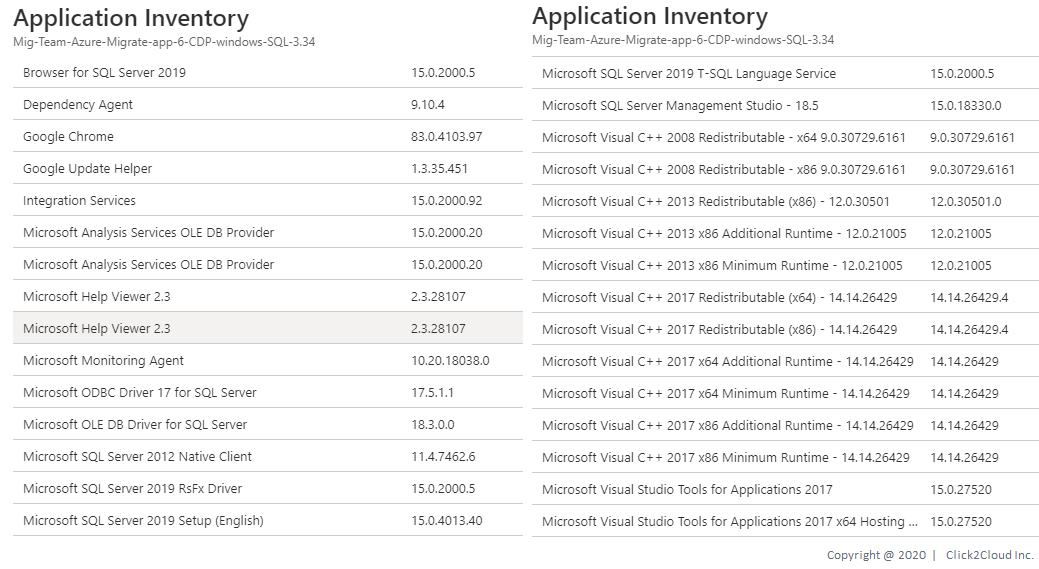 Application Inventory
Mig-Team-Azure-Migrate-app-6-CDP-windows-SQL-3.34
Browser for SQL Server 2019 15.0.2000.5
Dependency Agent 9.10.4
Google Chrome 83.0.4103.97
Google Update Helper 1.3.35.451
Integration Services 15.0.2000.92
Microsoft Analysis Services OLE DB Provider 15.0.2000.20
Microsoft Analysis Services OLE DB Provider 15.0.2000.20
Microsoft Help Viewer 2.3 2.3.28107
Microsoft Help Viewer 2.3 2.3.28107
Microsoft Monitoring Agent 10.20.18038.0
Microsoft ODBC Driver 17 for SQL Server 17.5.1.1
Microsoft OLE DB Driver for SQL Server 18.3.0.0
Microsoft SQL Server 2012 Native Client 11.4.7462.6
Microsoft SQL Server 2019 RsFx Driver 15.0.2000.5
Microsoft SQL Server 2019 Setup (English) 15.0.4013.40
Application Inventory
Mig-Team-Azure-Migrate-app-6-CDP-windows-SQL-3.34
Microsoft SQL Server 2019 T-SQL Language Service 15.0.2000.5
Microsoft SQL Server Management Studio - 18.5 15.0.18330.0
Microsoft Visual C++ 2008 Redistributable - x64 9.0.30729.6161 9.0.30729.6161
Microsoft Visual C++ 2008 Redistributable - x86 9.0.30729.6161 9.0.30729.6161
Microsoft Visual C++ 2013 Redistributable (x86) - 12.0.30501 12.0.30501.0
Microsoft Visual C++ 2013 x86 Additional Runtime - 12.0.21005 12.0.21005
Microsoft Visual C++ 2013 x86 Minimum Runtime - 12.0.21005 12.0.21005
Microsoft Visual C++ 2017 Redistributable (x64) - 14.14.26429 14.14.26429.4
Microsoft Visual C++ 2017 Redistributable (x86) - 14.14.26429 14.14.26429.4
Microsoft Visual C++ 2017 x64 Additional Runtime - 14.14.26429 14.14.26429
Microsoft Visual C++ 2017 x64 Minimum Runtime - 14.14.26429 14.14.26429
Microsoft Visual C++ 2017 x86 Additional Runtime - 14.14.26429 14.14.26429
Microsoft Visual C++ 2017 x86 Minimum Runtime - 14.14.26429 14.14.26429
Microsoft Visual Studio Tools for Applications 2017 15.0.27520
Microsoft Visual Studio Tools for Applications 2017 x64 Hosting ... 15.0.27520
Copyright @ 2020 | Click2Cloud Inc.